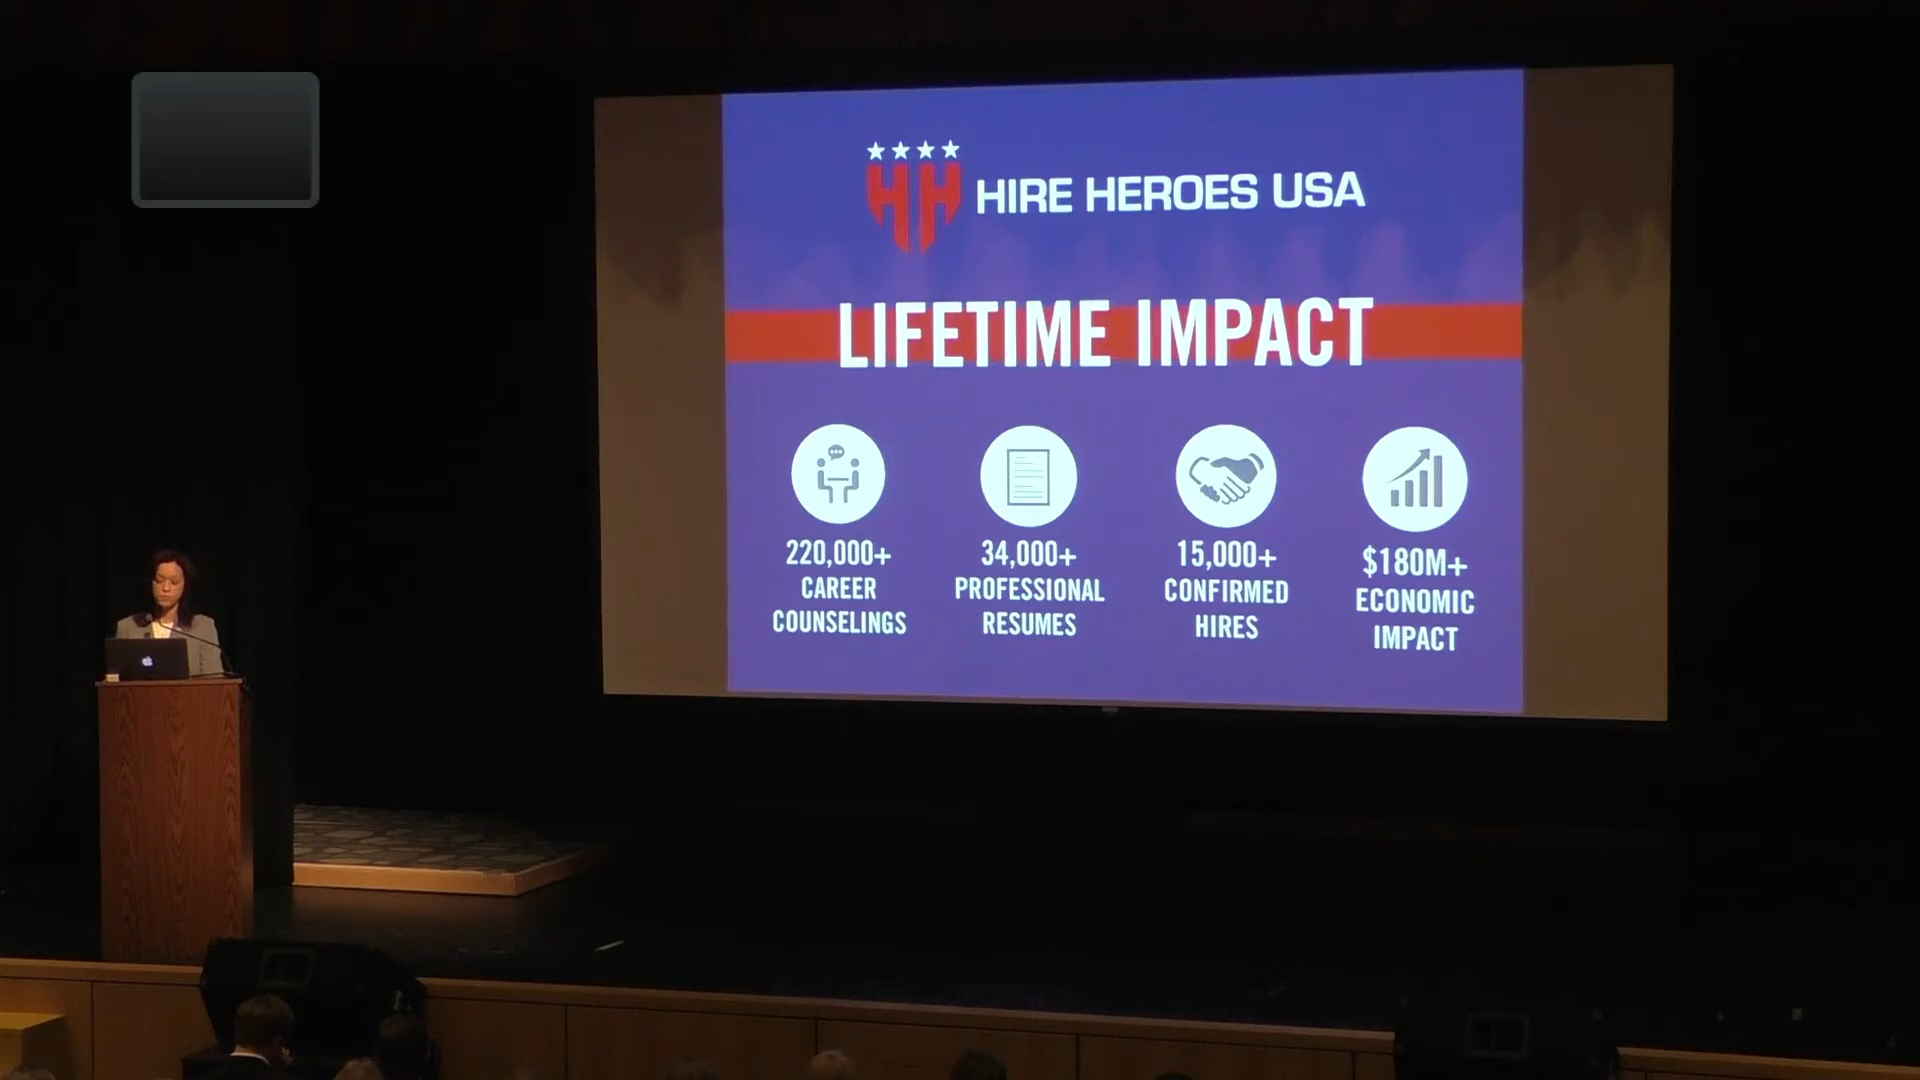 HIRE HEROES USA
LIFETIME IMPACT
220,000+
CAREER
COUNSELINGS
34,000+
PROFESSIONAL
RESUMES
15,000+
CONFIRMED
HIRES
$180M+
ECONOMIC
IMPACT